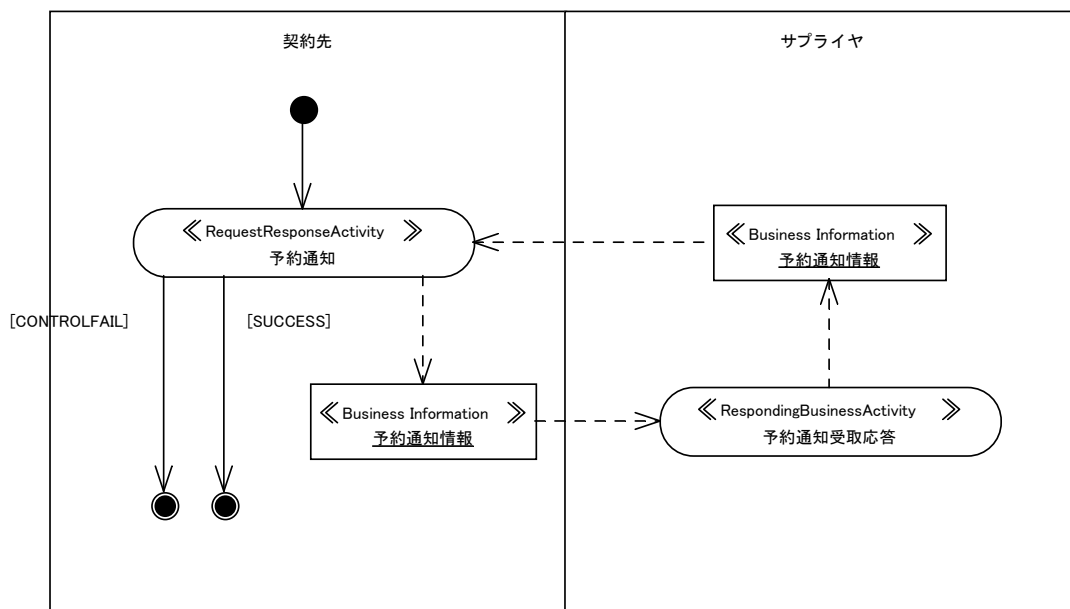 契約先
サプライヤ
≪RequestResponseActivity ≫
予約通知
≪Business Information ≫
予約通知情報
[CONTROLFAIL]
[SUCCESS]
≪Business Information ≫
予約通知情報
≪RespondingBusinessActivity ≫
予約通知受取応答